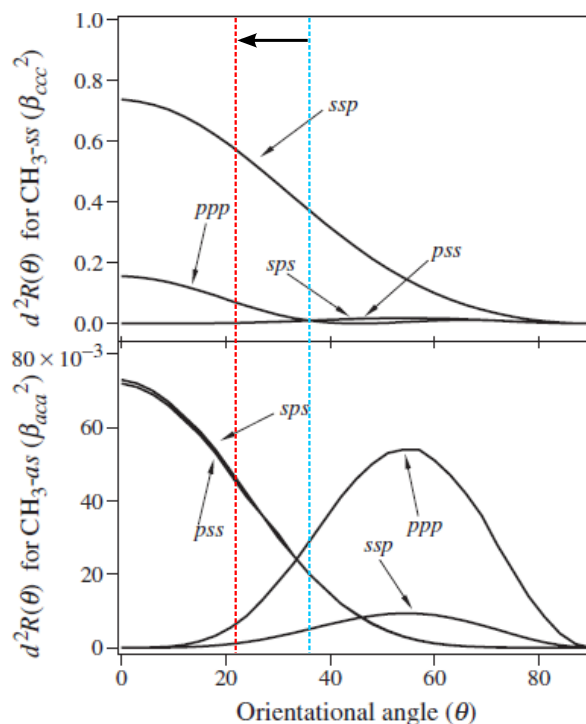 d ²R(θ) for CH₃-ss (β_ccc²)
1.0
0.8
0.6
0.4
0.2
0.0
ssp
ppp
sps
pss
d ²R(θ) for CH₃-as (β_aca²)
80 × 10⁻³
60
40
20
0
sps
pss
ppp
ssp
0 20 40 60 80
Orientational angle (θ)